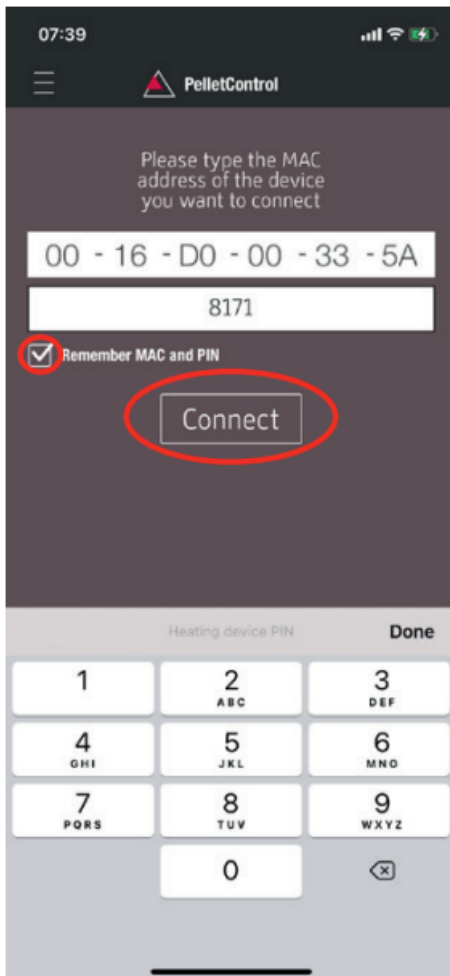 07:39
PelletControl
Please type the MAC
address of the device
you want to connect
00 - 16 - D0 - 00 - 33 - 5A
8171
Remember MAC and PIN
Connect
Heating device PIN Done
1 2 3
ABC DEF
4 5 6
GHI JKL MNO
7 8 9
PQRS TUV WXYZ
0